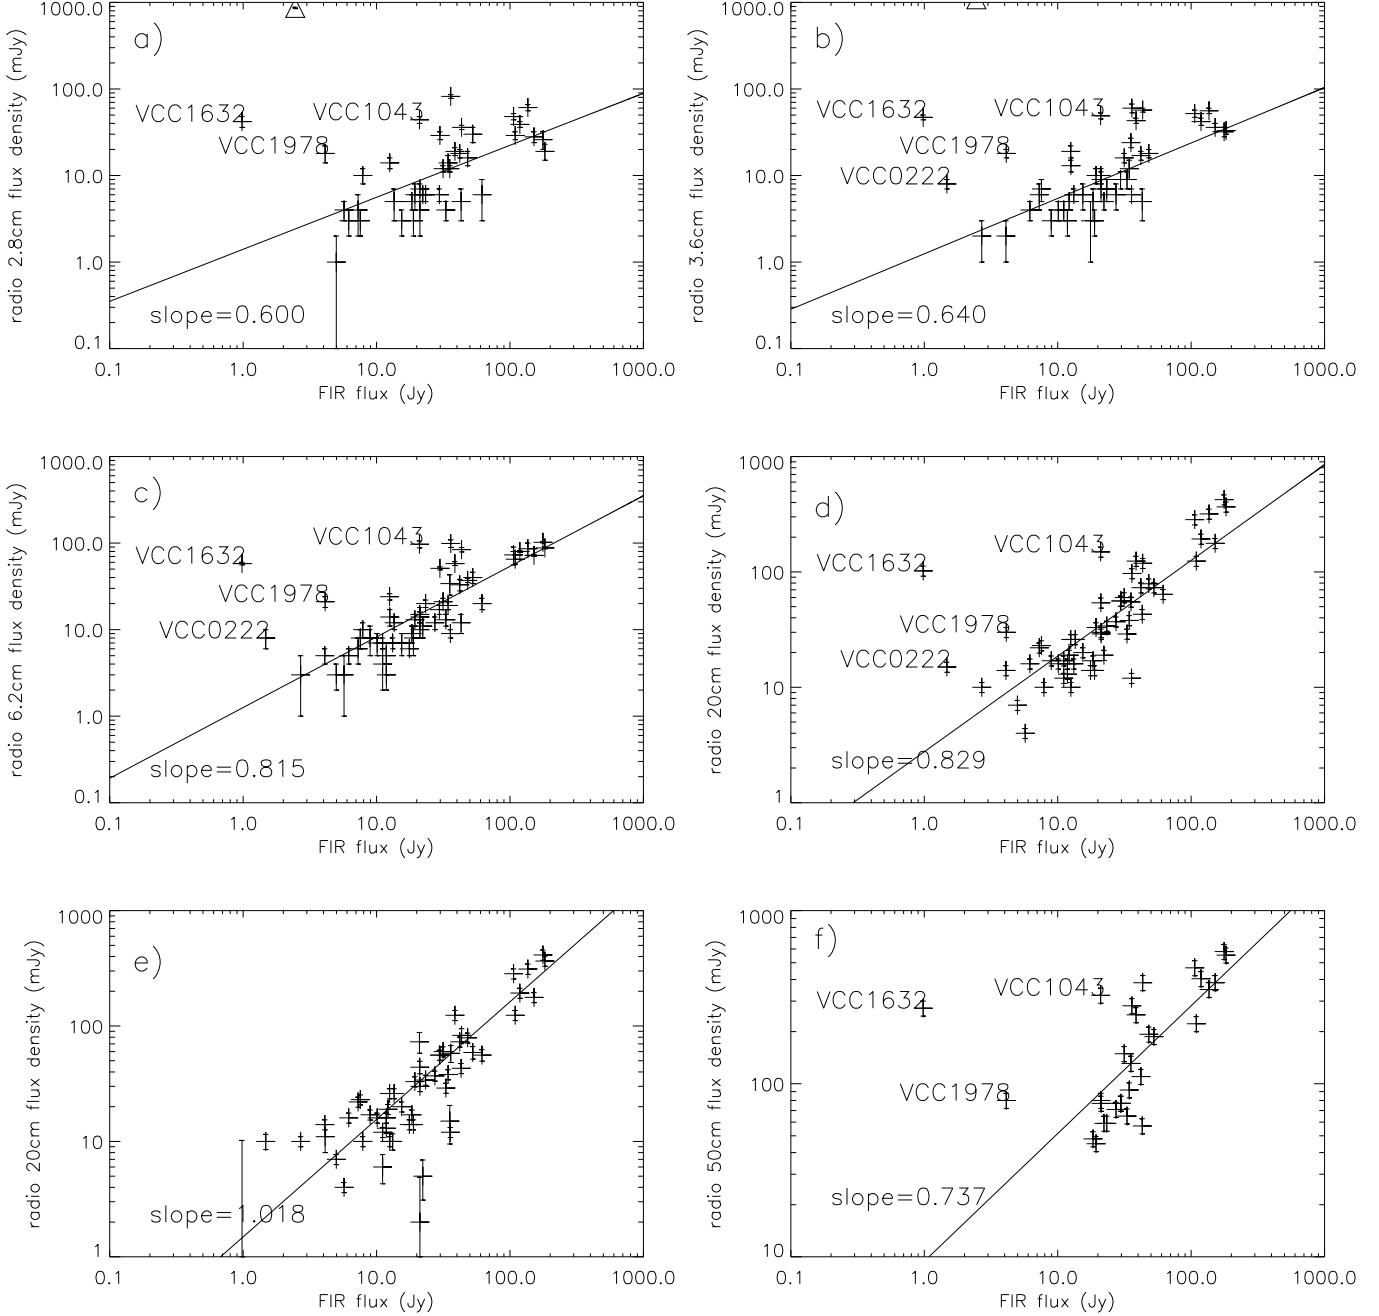 a)
1000.0
100.0
10.0
1.0
0.1
radio 2.8cm flux density (mJy)
VCC1632
VCC1043
VCC1978
slope=0.600
0.1 1.0 10.0 100.0 1000.0
FIR flux (Jy)
b)
1000.0
100.0
10.0
1.0
0.1
radio 3.6cm flux density (mJy)
VCC1632
VCC1043
VCC1978
VCC0222
slope=0.640
0.1 1.0 10.0 100.0 1000.0
FIR flux (Jy)
c)
1000.0
100.0
10.0
1.0
0.1
radio 6.2cm flux density (mJy)
VCC1043
VCC1632
VCC1978
VCC0222
slope=0.815
0.1 1.0 10.0 100.0 1000.0
FIR flux (Jy)
d)
1000
100
10
1
radio 20cm flux density (mJy)
VCC1043
VCC1632
VCC1978
VCC0222
slope=0.829
0.1 1.0 10.0 100.0 1000.0
FIR flux (Jy)
e)
1000
100
10
1
radio 20cm flux density (mJy)
slope=1.018
0.1 1.0 10.0 100.0 1000.0
FIR flux (Jy)
f)
1000
100
10
radio 50cm flux density (mJy)
VCC1043
VCC1632
VCC1978
slope=0.737
0.1 1.0 10.0 100.0 1000.0
FIR flux (Jy)